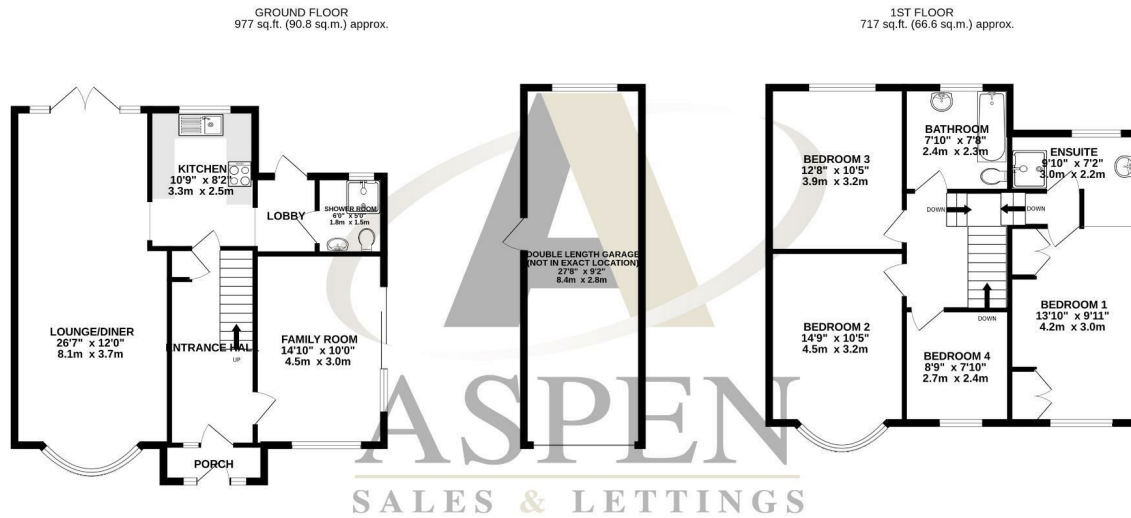 GROUND FLOOR
977 sq.ft. (90.8 sq.m.) approx.
1ST FLOOR
717 sq.ft. (66.6 sq.m.) approx.
KITCHEN
10'9" x 8'2"
3.3m x 2.5m
LOBBY
SHOWER ROOM
6'0" x 5'0"
1.8m x 1.5m
LOUNGE/DINER
26'7" x 12'0"
8.1m x 3.7m
ENTRANCE HALL
UP
FAMILY ROOM
14'10" x 10'0"
4.5m x 3.0m
PORCH
DOUBLE LENGTH GARAGE
(NOT IN EXACT LOCATION)
27'8" x 9'2"
8.4m x 2.8m
BEDROOM 3
12'8" x 10'5"
3.9m x 3.2m
BATHROOM
7'10" x 7'8"
2.4m x 2.3m
ENSUITE
9'10" x 7'2"
3.0m x 2.2m
DOWN
DOWN
DOWN
BEDROOM 2
14'9" x 10'5"
4.5m x 3.2m
BEDROOM 4
8'9" x 7'10"
2.7m x 2.4m
BEDROOM 1
13'10" x 9'11"
4.2m x 3.0m
ASPEN
SALES & LETTINGS